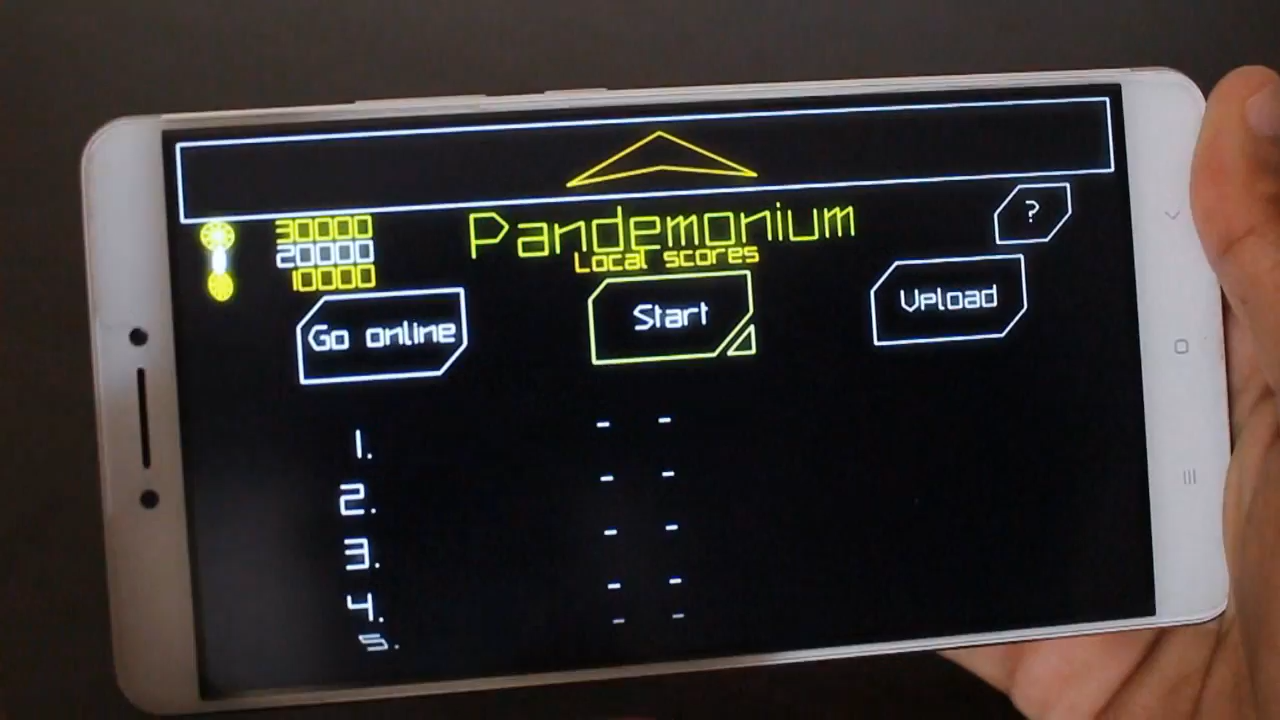 30000
20000
10000
Pandemonium
Local scores
?
Go online
Start
Upload
1. - -
2. - -
3. - -
4. - -
5. - -